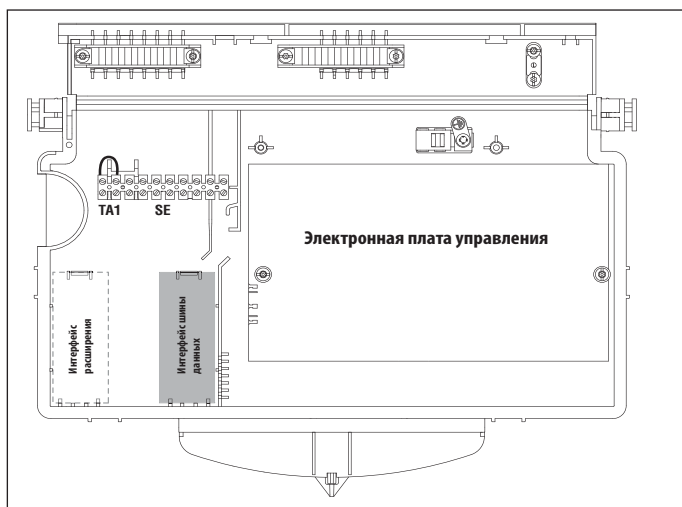 TA1 SE
Электронная плата управления
Интерфейс
расширения
Интерфейс шины
данных